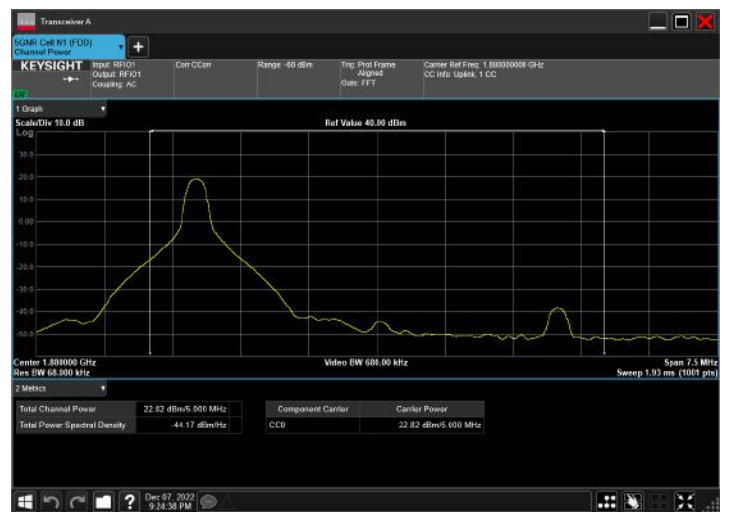 Transceiver A
5GNR Cell N1 (FDD)
Channel Power
+
KEYSIGHT
Input: RFIO1
Output: RFIO1
Coupling: AC
Corr CCorr
Range -60 dBm
Trig: Prot Frame
Aligned
Gate: FFT
Carrier Ref Freq: 1.880000000 GHz
CC Info: Uplink, 1 CC
1 Graph
Scale/Div 10.0 dB
Ref Value 40.00 dBm
Log
30.0
20.0
10.0
0.00
-10.0
-20.0
-30.0
-40.0
-50.0
Center 1.880000 GHz
Video BW 680.00 kHz
Span 7.5 MHz
Res BW 68.000 kHz
Sweep 1.93 ms (1001 pts)
2 Metrics
Total Channel Power 22.82 dBm/5.000 MHz
Total Power Spectral Density -44.17 dBm/Hz
Component Carrier Carrier Power
CC0 22.82 dBm/5.000 MHz
?
Dec 07, 2022
9:24:38 PM